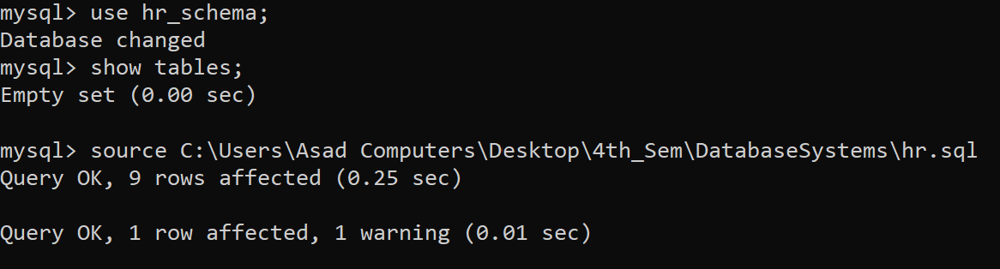 mysql> use hr_schema;
Database changed
mysql> show tables;
Empty set (0.00 sec)
mysql> source C:\Users\Asad Computers\Desktop\4th_Sem\DatabaseSystems\hr.sql
Query OK, 9 rows affected (0.25 sec)
Query OK, 1 row affected, 1 warning (0.01 sec)